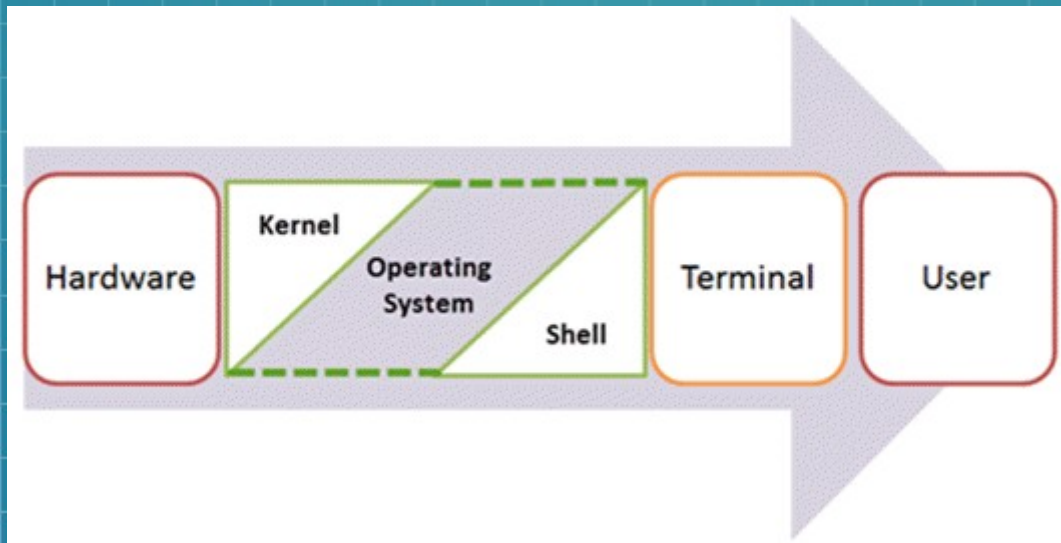 Hardware
Kernel
Operating
System
Shell
Terminal
User